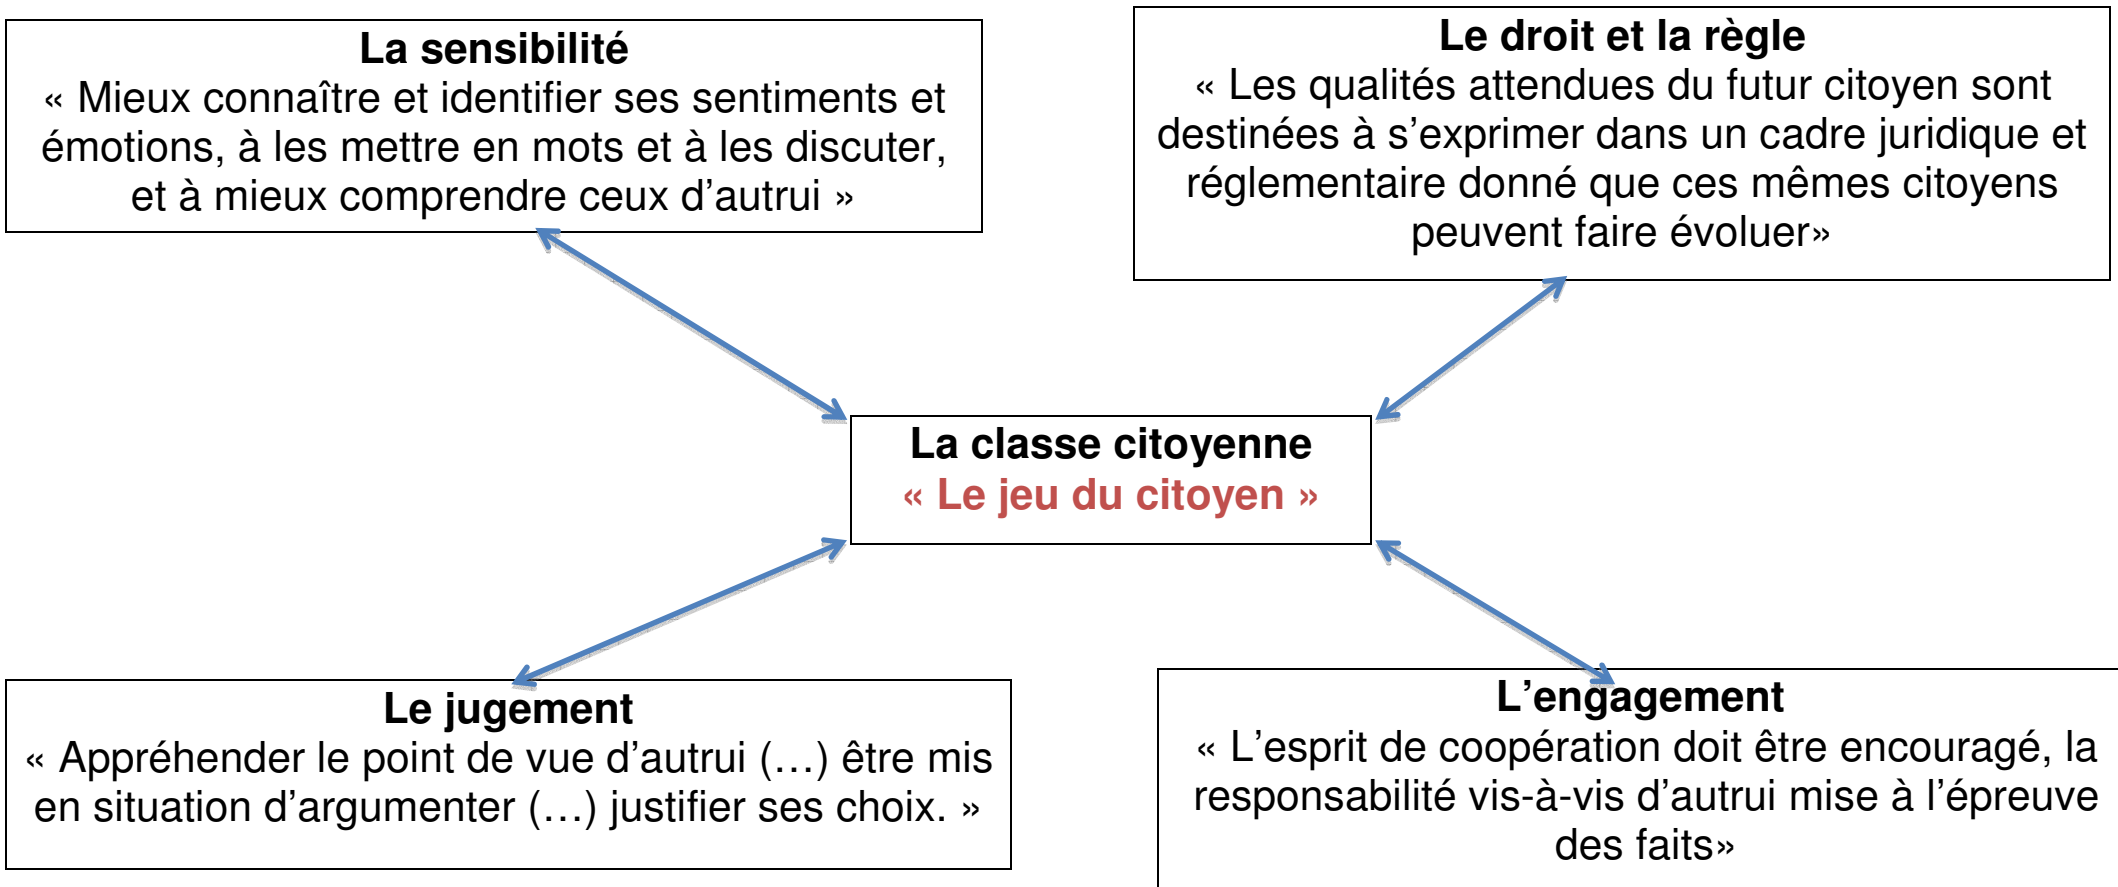 La sensibilité
« Mieux connaître et identifier ses sentiments et
émotions, à les mettre en mots et à les discuter,
et à mieux comprendre ceux d’autrui »
Le droit et la règle
« Les qualités attendues du futur citoyen sont
destinées à s’exprimer dans un cadre juridique et
réglementaire donné que ces mêmes citoyens
peuvent faire évoluer»
La classe citoyenne
« Le jeu du citoyen »
Le jugement
« Appréhender le point de vue d’autrui (…) être mis
en situation d’argumenter (…) justifier ses choix. »
L’engagement
« L’esprit de coopération doit être encouragé, la
responsabilité vis-à-vis d’autrui mise à l’épreuve
des faits»